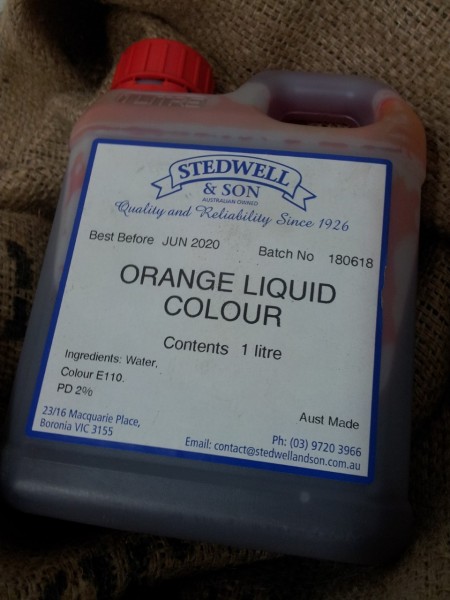 STEDWELL
& SON
AUSTRALIAN OWNED
Quality and Reliability Since 1926
Best Before JUN 2020 Batch No 180618
ORANGE LIQUID
COLOUR
Contents 1 litre
Ingredients: Water,
Colour E110.
PD 2%
Aust Made
23/16 Macquarie Place,
Boronia VIC 3155
Ph: (03) 9720 3966
Email: contact@stedwellandson.com.au